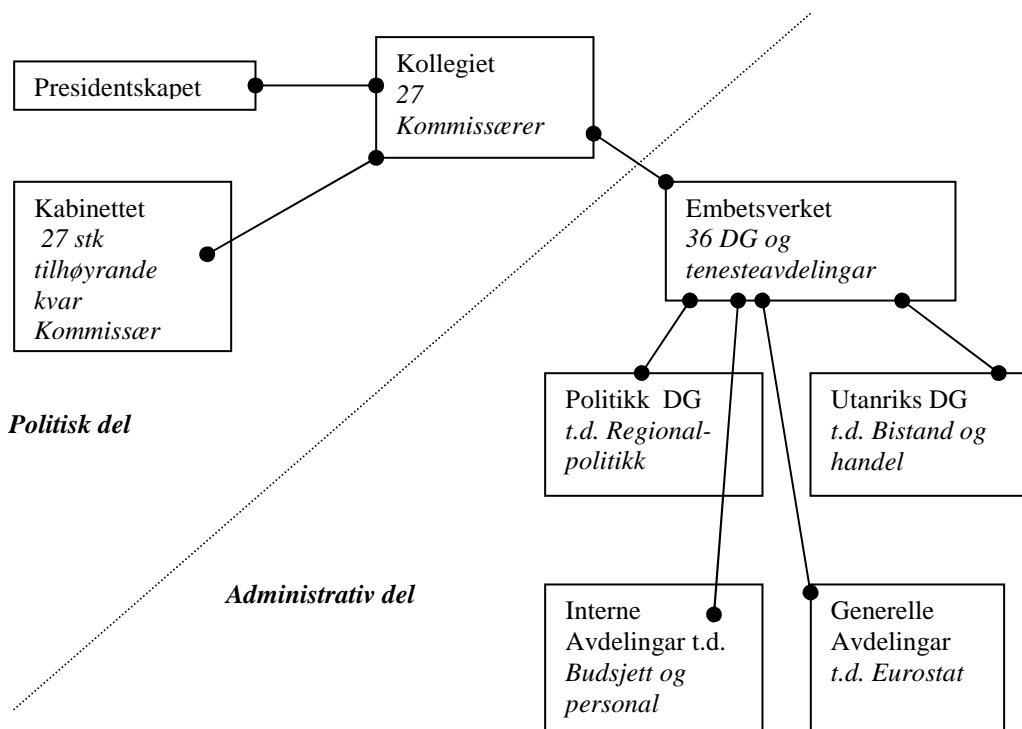 Presidentskapet
Kollegiet
27
Kommissærer
Kabinettet
27 stk
tilhøyrande
kvar
Kommissær
Embetsverket
36 DG og
tenesteavdelingar
Politisk del
Politikk DG
t.d. Regional-
politikk
Utanriks DG
t.d. Bistand og
handel
Administrativ del
Interne
Avdelingar t.d.
Budsjett og
personal
Generelle
Avdelingar
t.d. Eurostat